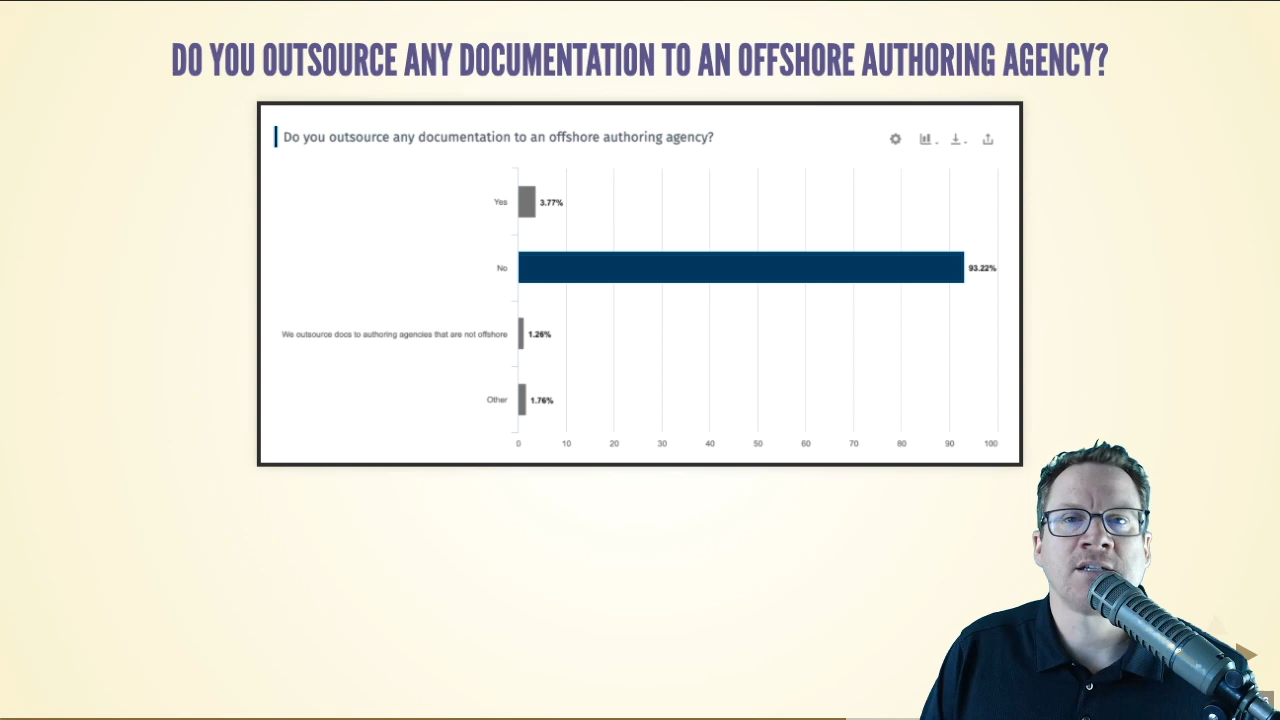 DO YOU OUTSOURCE ANY DOCUMENTATION TO AN OFFSHORE AUTHORING AGENCY?
Do you outsource any documentation to an offshore authoring agency?
Yes 3.77%
No 93.22%
We outsource docs to authoring agencies that are not offshore 1.26%
Other 1.76%
0 10 20 30 40 50 60 70 80 90 100